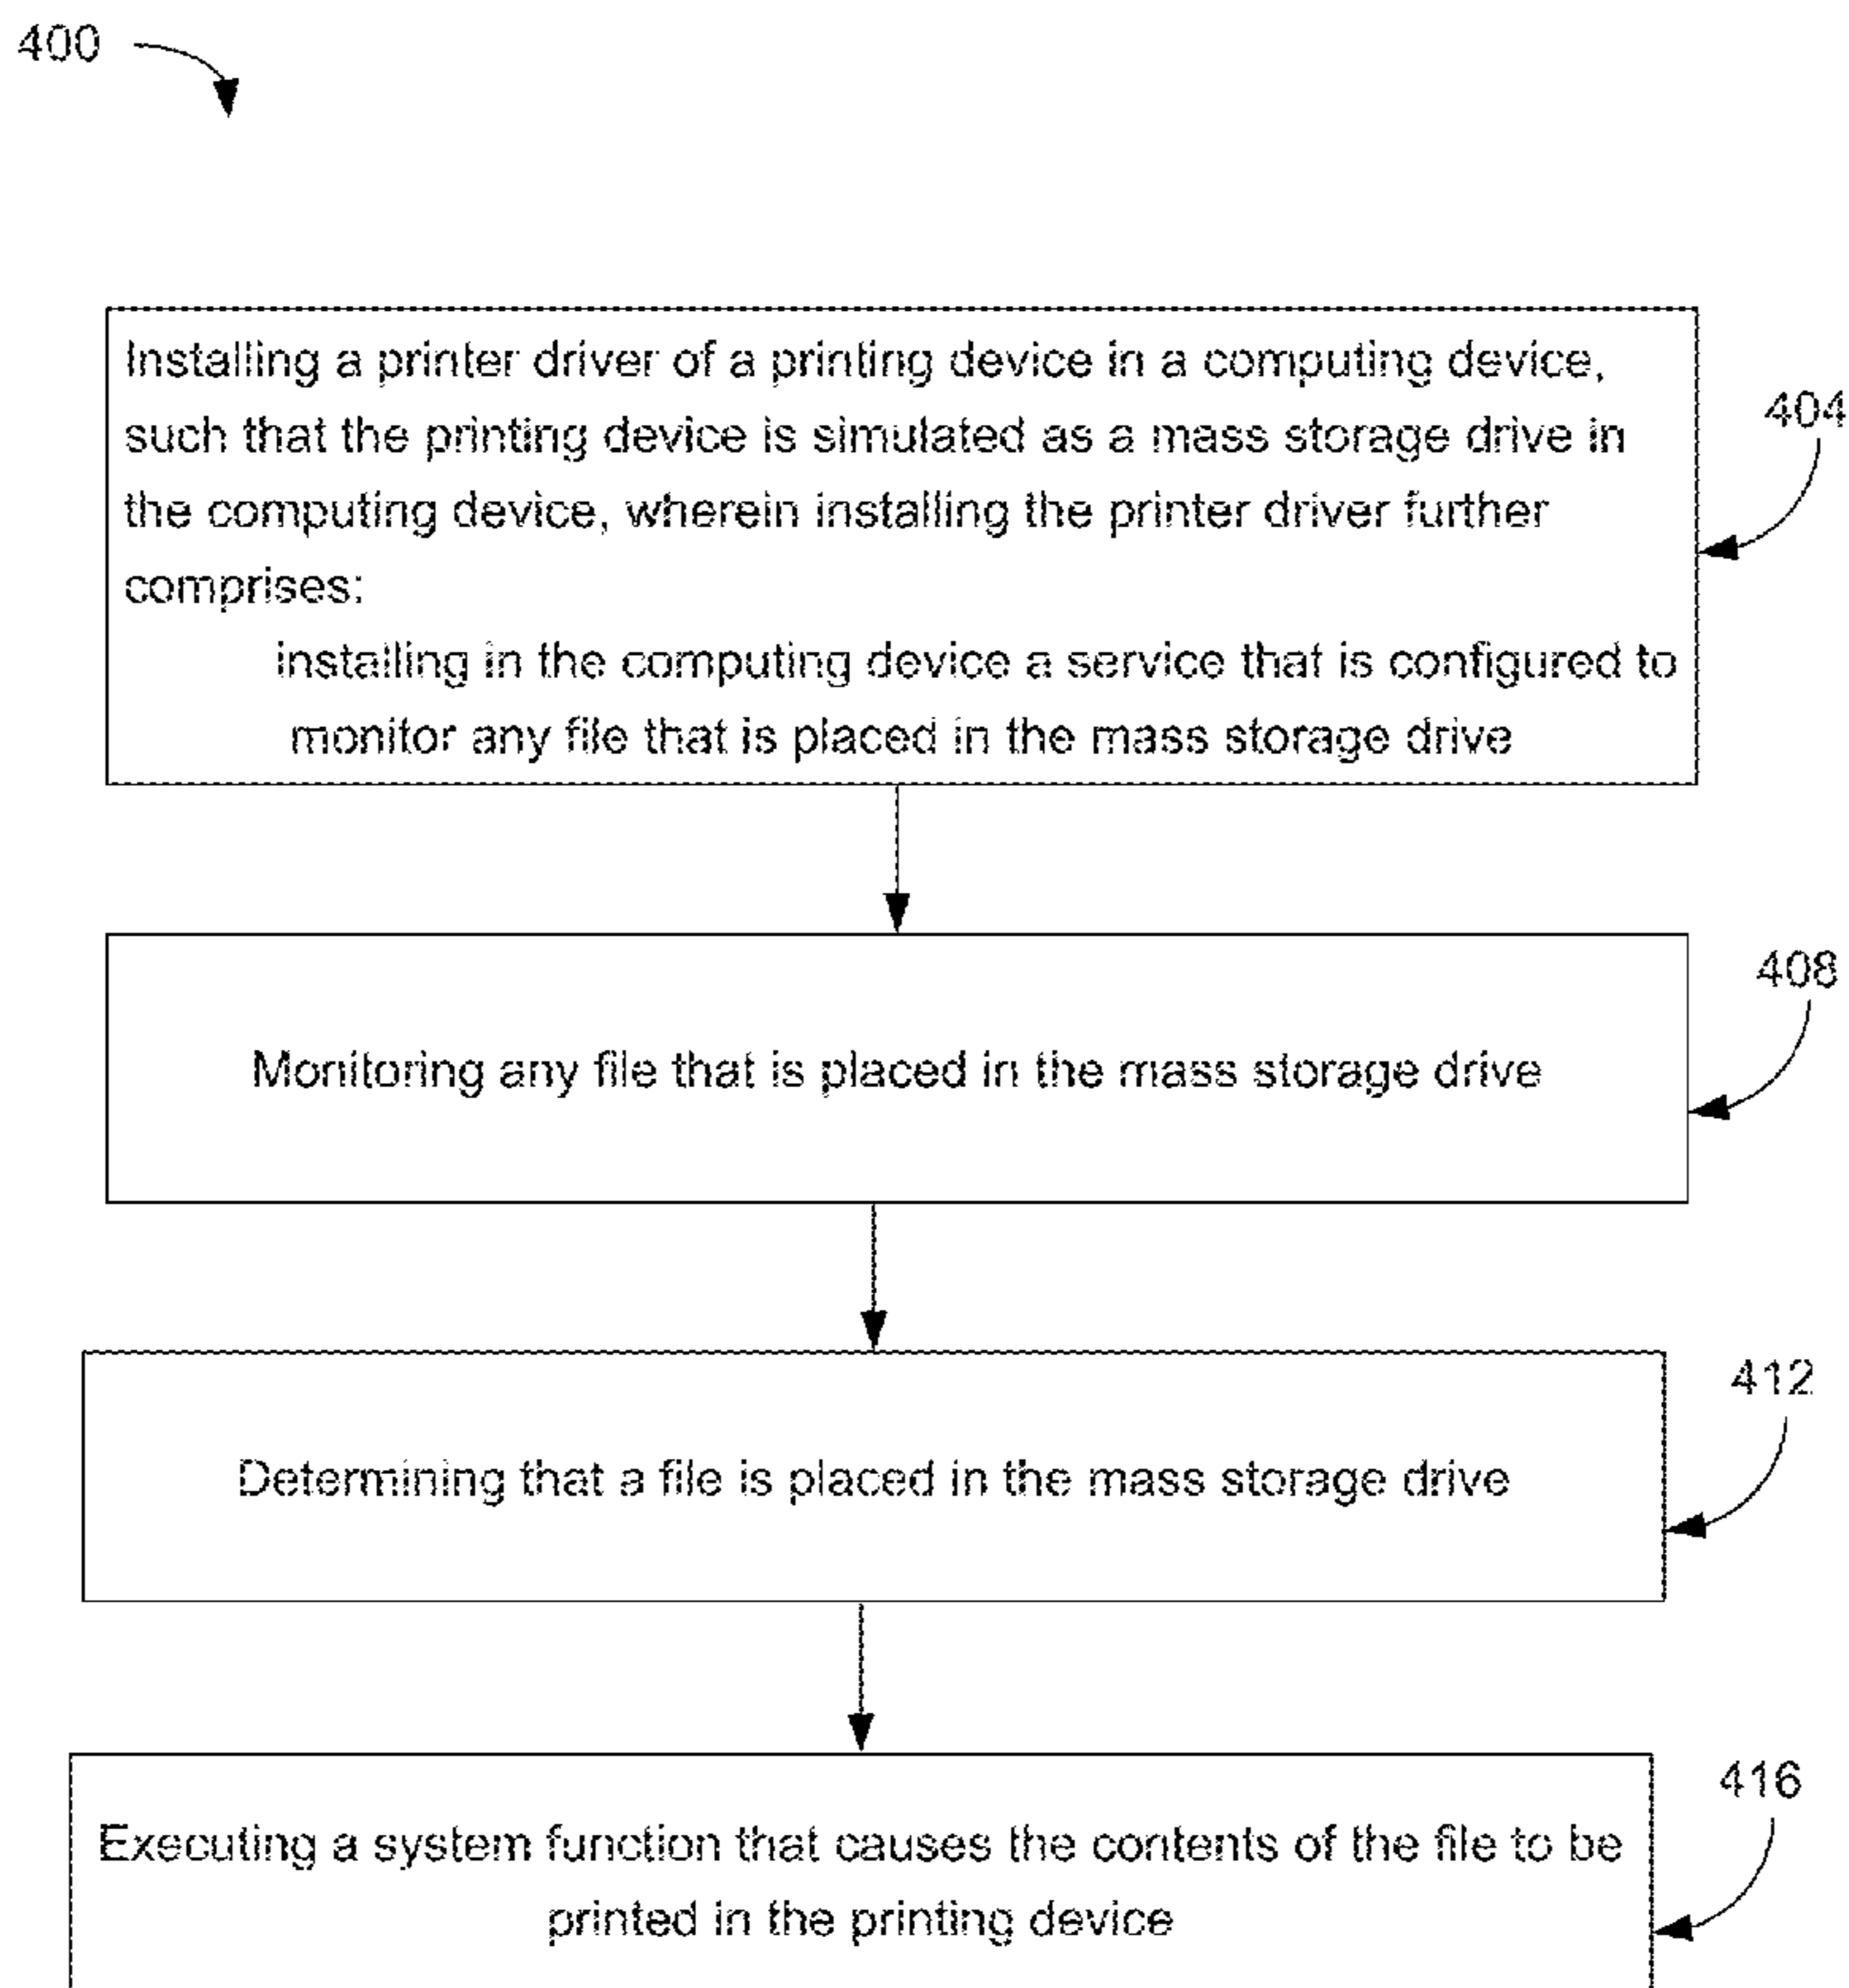 400
Installing a printer driver of a printing device in a computing device,
such that the printing device is simulated as a mass storage drive in
the computing device, wherein installing the printer driver further
comprises:
installing in the computing device a service that is configured to
monitor any file that is placed in the mass storage drive
404
Monitoring any file that is placed in the mass storage drive
408
Determining that a file is placed in the mass storage drive
412
Executing a system function that causes the contents of the file to be
printed in the printing device
416